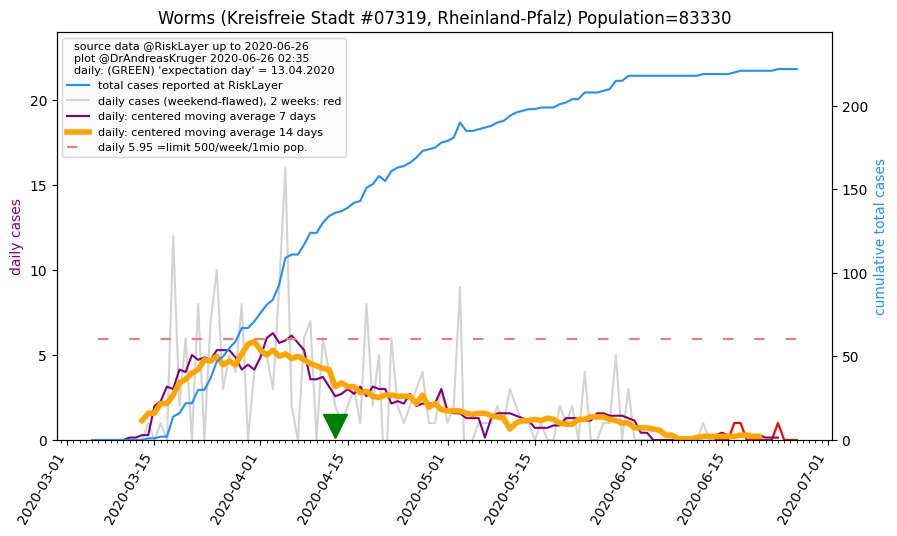 Worms (Kreisfreie Stadt #07319, Rheinland-Pfalz) Population=83330
source data @RiskLayer up to 2020-06-26
plot @DrAndreasKruger 2020-06-26 02:35
daily: (GREEN) 'expectation day' = 13.04.2020
total cases reported at RiskLayer
daily cases (weekend-flawed), 2 weeks: red
daily: centered moving average 7 days
daily: centered moving average 14 days
daily 5.95 =limit 500/week/1mio pop.
daily cases
20
15
10
5
0
cumulative total cases
200
150
100
50
0
2020-03-01
2020-03-15
2020-04-01
2020-04-15
2020-05-01
2020-05-15
2020-06-01
2020-06-15
2020-07-01